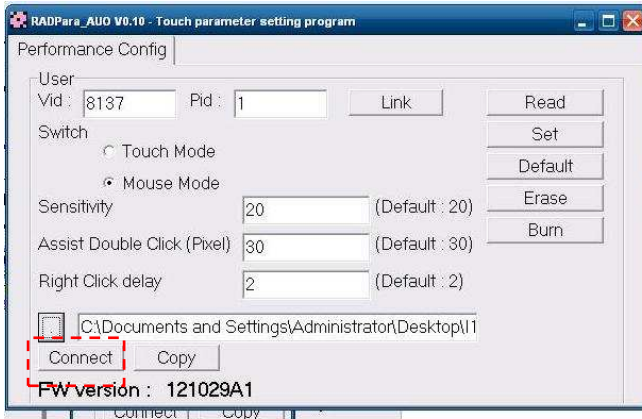 RADPara_AUO V0.10 - Touch parameter setting program
Performance Config
User
Vid : 8137 Pid : 1 Link Read
Switch Set
Touch Mode
Default
Mouse Mode
Sensitivity 20 (Default : 20) Erase
Assist Double Click (Pixel) 30 (Default : 30) Burn
Right Click delay 2 (Default : 2)
C:\Documents and Settings\Administrator\Desktop\I1
Connect Copy
FW version : 121029A1
Connect Copy